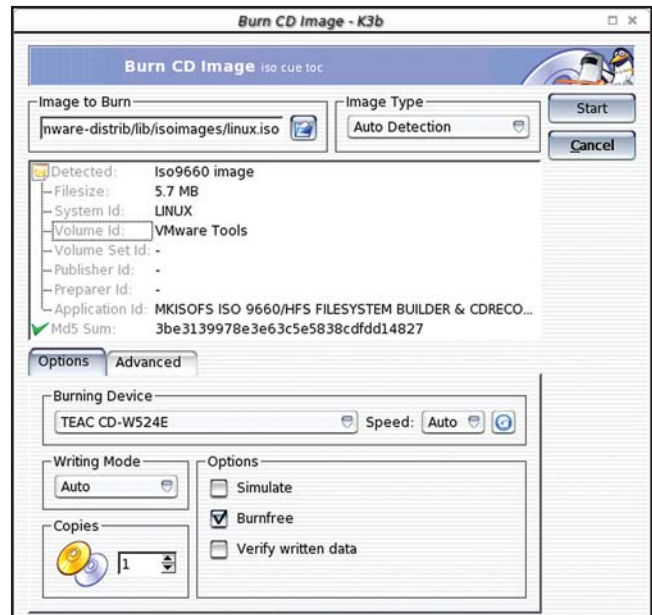 Burn CD Image - K3b
Burn CD Image iso cue toc
Image to Burn
nware-distrib/lib/isoimages/linux.iso
Image Type
Auto Detection
Start
Cancel
Detected: Iso9660 image
Filesize: 5.7 MB
System Id: LINUX
Volume Id: VMware Tools
Volume Set Id: -
Publisher Id: -
Preparer Id: -
Application Id: MKISOFS ISO 9660/HFS FILESYSTEM BUILDER & CDRECO...
Md5 Sum: 3be3139978e3e63c5e5838cdfdd14827
Options Advanced
Burning Device
TEAC CD-W524E Speed: Auto
Writing Mode
Auto
Copies
1
Options
Simulate
Burnfree
Verify written data